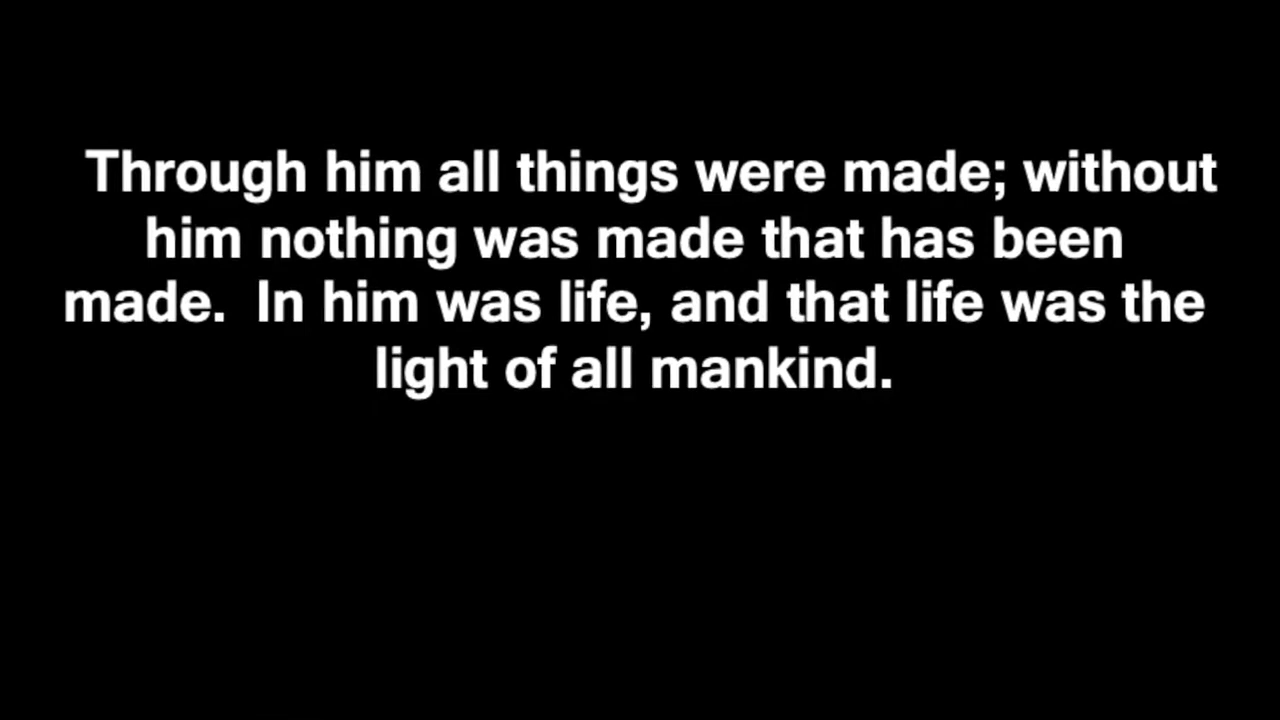 Through him all things were made; without
him nothing was made that has been
made.  In him was life, and that life was the
light of all mankind.